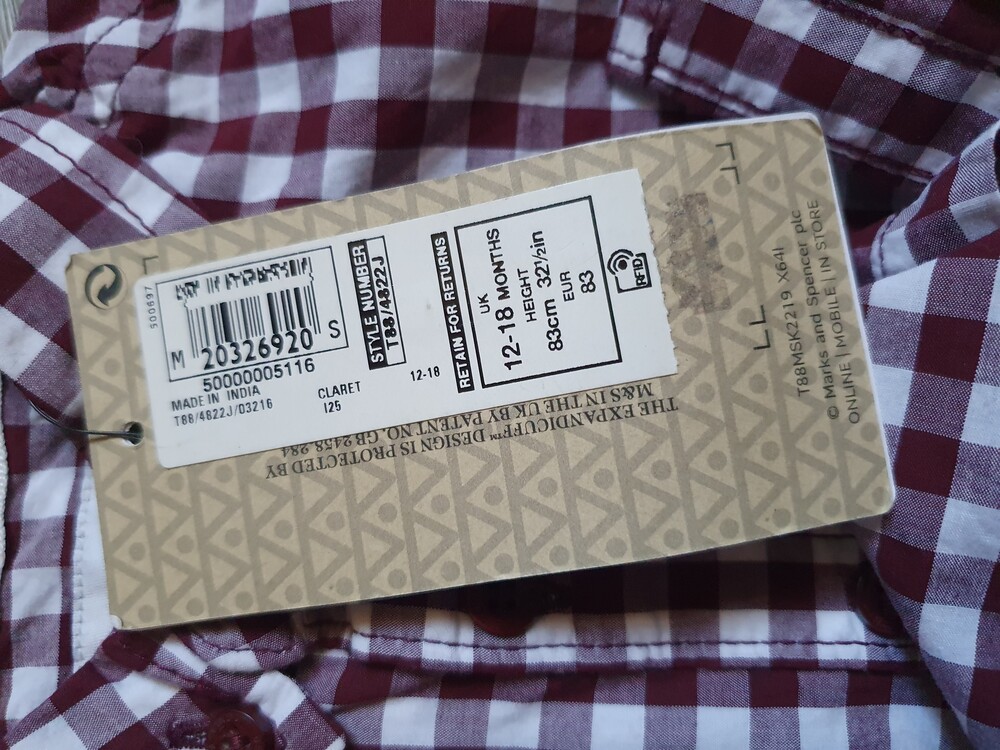 500697
M 20326920 S
50000005116
MADE IN INDIA
T88/4822J/03216
CLARET
I25
12-18
STYLE NUMBER
T88/4822J
RETAIN FOR RETURNS
UK
12-18 MONTHS
HEIGHT
83cm 32½in
EUR
83
RFID
THE EXPANDICUFF™ DESIGN IS PROTECTED BY
M&S IN THE UK BY PATENT NO. GB 2458 284
T88MSK2219 X64I
© Marks and Spencer plc
ONLINE | MOBILE IN STORE